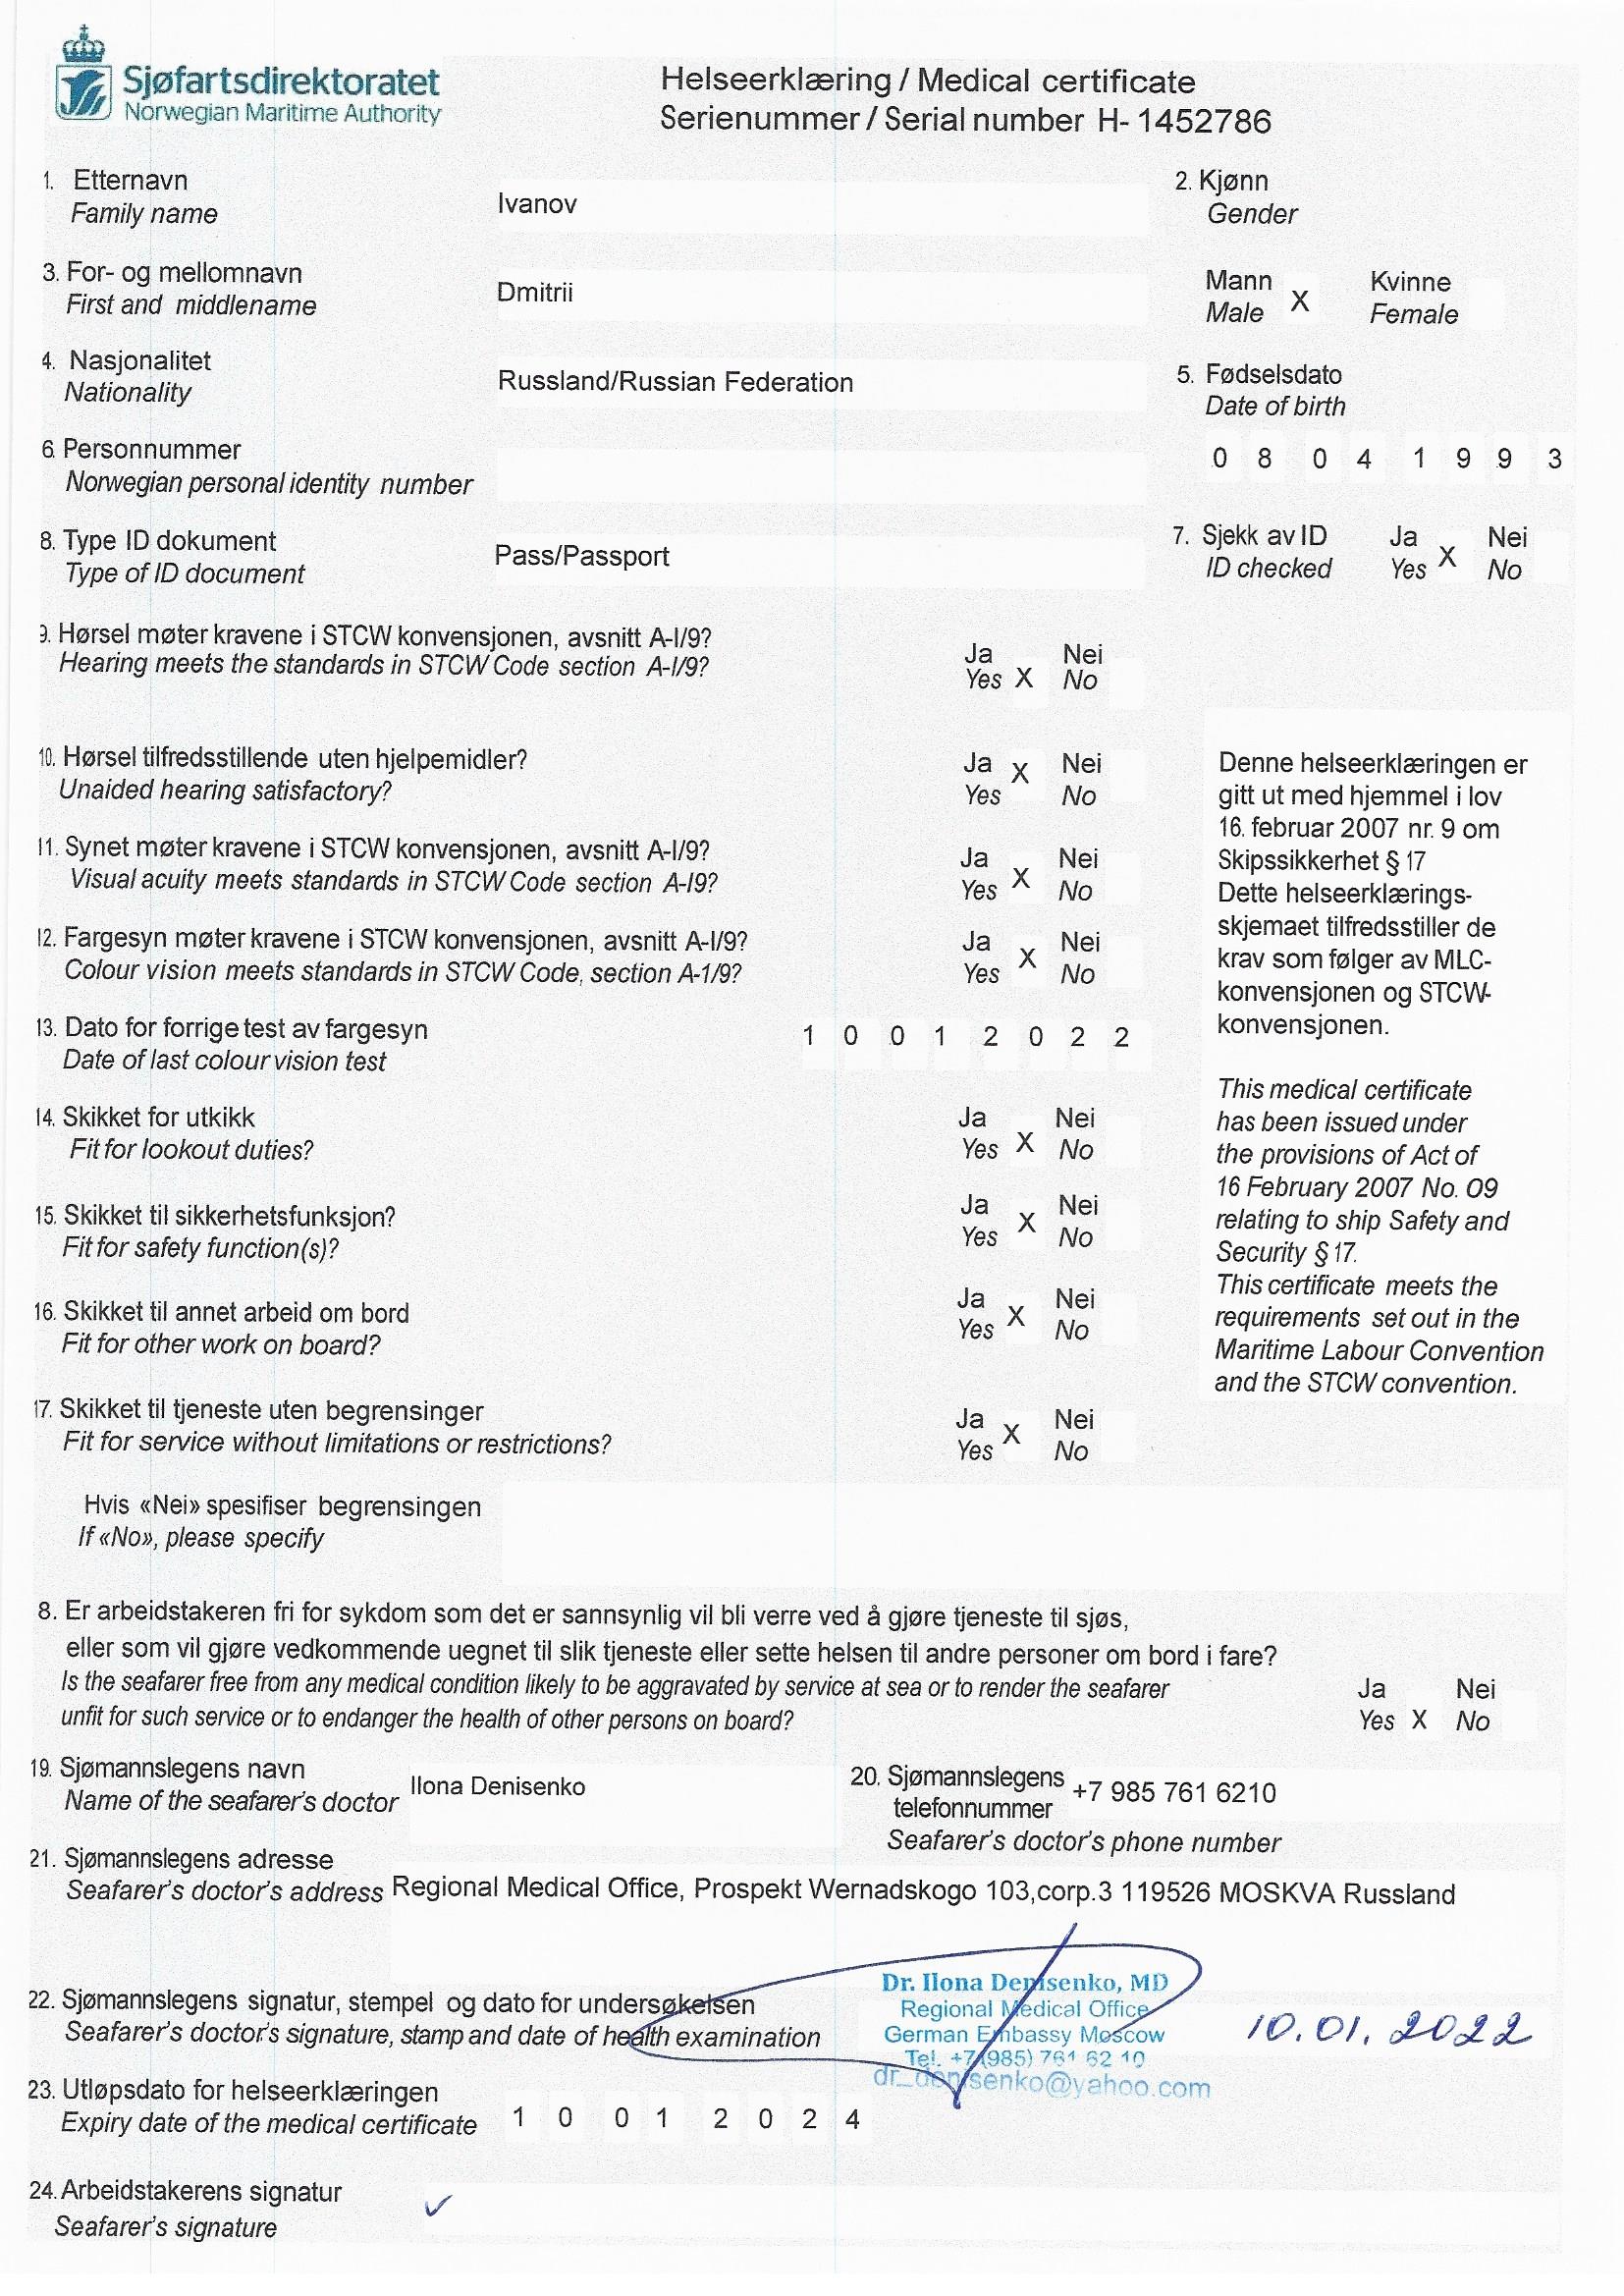 Sjøfartsdirektoratet
Norwegian Maritime Authority
Helseerklæring / Medical certificate
Serienummer / Serial number H- 1452786
1. Etternavn
Family name
Ivanov
2. Kjønn
Gender
3. For- og mellomnavn
First and middlename
Dmitrii
Mann
Male X
Kvinne
Female
4. Nasjonalitet
Nationality
Russland/Russian Federation
5. Fødselsdato
Date of birth
0 8 0 4 1 9 9 3
6. Personnummer
Norwegian personal identity number
8. Type ID dokument
Type of ID document
Pass/Passport
7. Sjekk av ID
ID checked
Ja
Yes X
Nei
No
9. Hørsel møter kravene i STCW konvensjonen, avsnitt A-I/9?
Hearing meets the standards in STCW Code section A-I/9?
Ja
Yes X
Nei
No
10. Hørsel tilfredsstillende uten hjelpemidler?
Unaided hearing satisfactory?
Ja X
Yes
Nei
No
11. Synet møter kravene i STCW konvensjonen, avsnitt A-I/9?
Visual acuity meets standards in STCW Code section A-I9?
Ja
Yes X
Nei
No
12. Fargesyn møter kravene i STCW konvensjonen, avsnitt A-I/9?
Colour vision meets standards in STCW Code, section A-1/9?
Ja
Yes X
Nei
No
13. Dato for forrige test av fargesyn
Date of last colour vision test
1 0 0 1 2 0 2 2
14. Skikket for utkikk
Fit for lookout duties?
Ja
Yes X
Nei
No
15. Skikket til sikkerhetsfunksjon?
Fit for safety function(s)?
Ja
Yes X
Nei
No
16. Skikket til annet arbeid om bord
Fit for other work on board?
Ja
Yes X
Nei
No
17. Skikket til tjeneste uten begrensinger
Fit for service without limitations or restrictions?
Ja
Yes X
Nei
No
Hvis «Nei» spesifiser begrensingen
If «No», please specify
Denne helseerklæringen er
gitt ut med hjemmel i lov
16. februar 2007 nr. 9 om
Skipssikkerhet § 17
Dette helseerklærings-
skjemaet tilfredsstiller de
krav som følger av MLC-
konvensjonen og STCW-
konvensjonen.
This medical certificate
has been issued under
the provisions of Act of
16 February 2007 No. 09
relating to ship Safety and
Security § 17.
This certificate meets the
requirements set out in the
Maritime Labour Convention
and the STCW convention.
8. Er arbeidstakeren fri for sykdom som det er sannsynlig vil bli verre ved å gjøre tjeneste til sjøs,
eller som vil gjøre vedkommende uegnet til slik tjeneste eller sette helsen til andre personer om bord i fare?
Is the seafarer free from any medical condition likely to be aggravated by service at sea or to render the seafarer
unfit for such service or to endanger the health of other persons on board?
Ja
Yes X
Nei
No
19. Sjømannslegens navn
Name of the seafarer's doctor
Ilona Denisenko
20. Sjømannslegens
telefonnummer
Seafarer's doctor's phone number
+7 985 761 6210
21. Sjømannslegens adresse
Seafarer's doctor's address
Regional Medical Office, Prospekt Wernadskogo 103,corp.3 119526 MOSKVA Russland
22. Sjømannslegens signatur, stempel og dato for undersøkelsen
Seafarer's doctor's signature, stamp and date of health examination
Dr. Ilona Denisenko, MD
Regional Medical Office
German Embassy Moscow
Tel. +7(985) 761 62 10
dr_denisenko@yahoo.com
10.01.2022
23. Utløpsdato for helseerklæringen
Expiry date of the medical certificate
1 0 0 1 2 0 2 4
24. Arbeidstakerens signatur
Seafarer's signature